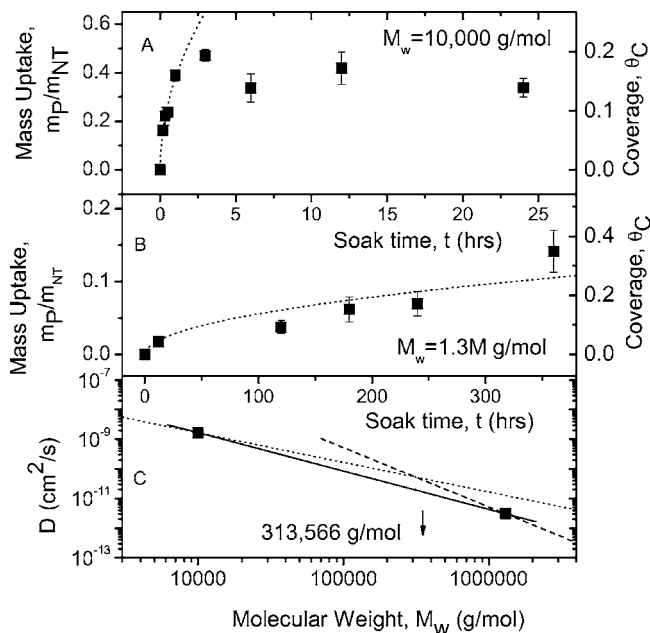 A
M_w=10,000 g/mol
Mass Uptake,
m_P/m_NT
0.6
0.4
0.2
0.0
0.2
0.1
0.0
Coverage, θ_C
0 5 10 15 20 25
Soak time, t (hrs)
B
M_w=1.3M g/mol
Mass Uptake,
m_P/m_NT
0.2
0.1
0.0
0.4
0.2
0.0
Coverage, θ_C
0 100 200 300
Soak time, t (hrs)
C
D (cm²/s)
10⁻⁷
10⁻⁹
10⁻¹¹
10⁻¹³
313,566 g/mol
10000 100000 1000000
Molecular Weight, M_w (g/mol)